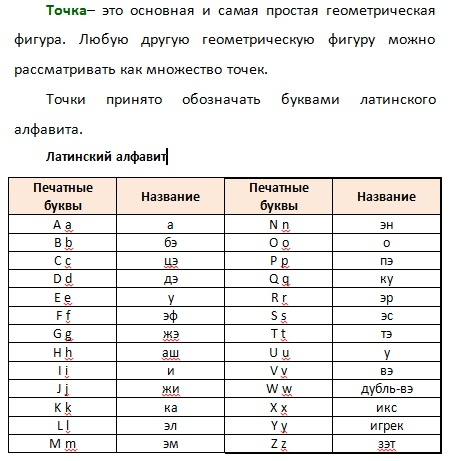 Точка– это основная и самая простая геометрическая
фигура. Любую другую геометрическую фигуру можно
рассматривать как множество точек.
Точки принято обозначать буквами латинского
алфавита.
Латинский алфавит
Печатные буквы Название Печатные буквы Название
A a а N n эн
B b бэ O o о
C c цэ P p пэ
D d дэ Q q ку
E e у R r эр
F f эф S s эс
G g жэ T t тэ
H h аш U u у
I i и V v вэ
J j жи W w дубль-вэ
K k ка X x икс
L l эл Y y игрек
M m эм Z z зэт